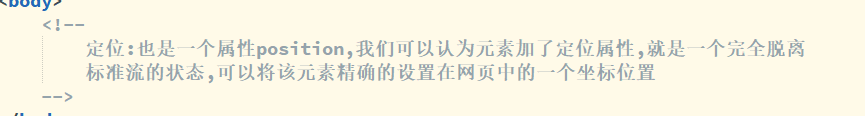 <body>
<!--
定位:也是一个属性position,我们可以认为元素加了定位属性,就是一个完全脱离
标准流的状态,可以将该元素精确的设置在网页中的一个坐标位置
-->